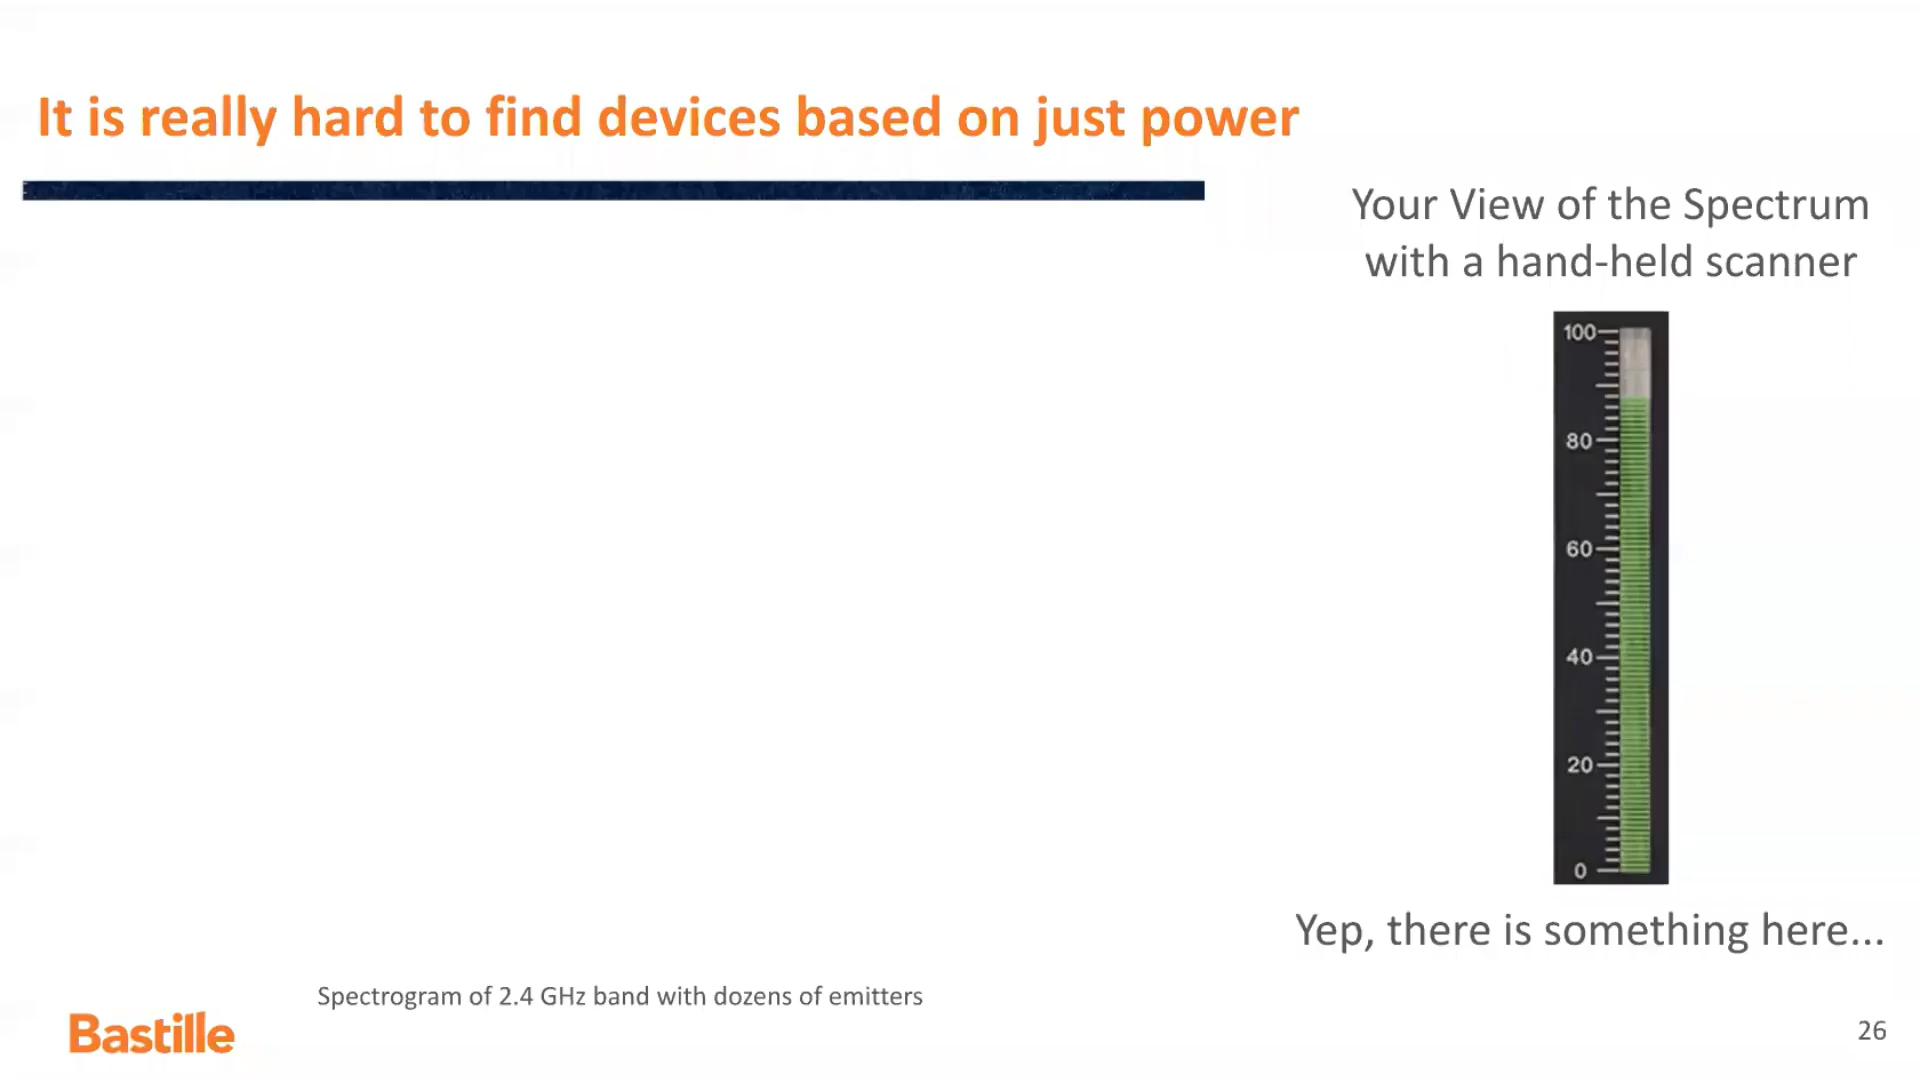 It is really hard to find devices based on just power
Your View of the Spectrum
with a hand-held scanner
100
80
60
40
20
0
Yep, there is something here...
Spectrogram of 2.4 GHz band with dozens of emitters
Bastille
26